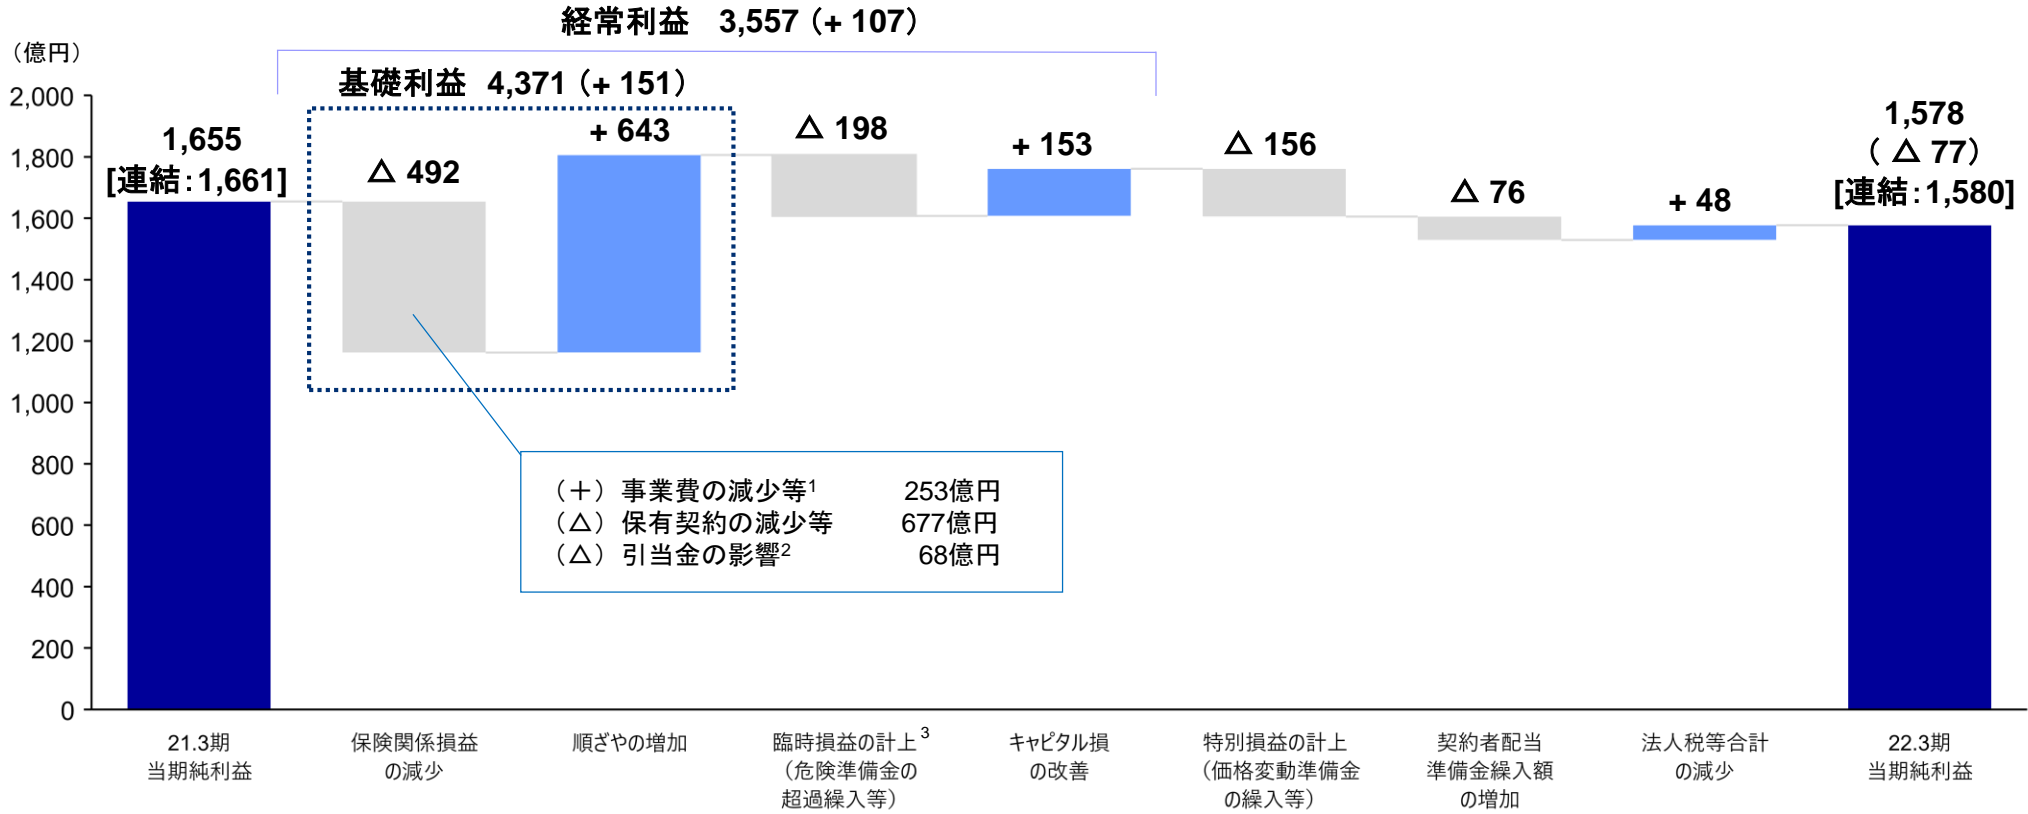 経常利益 3,557（+ 107）
（億円）
基礎利益 4,371（+ 151）
2,000
1,800
1,600
1,400
1,200
1,000
800
600
400
200
0
1,655
[連結：1,661]
△ 492
+ 643
△ 198
+ 153
△ 156
△ 76
+ 48
1,578
（ △ 77）
[連結：1,580]
（＋）事業費の減少等1 253億円
（△）保有契約の減少等 677億円
（△）引当金の影響2 68億円
21.3期
当期純利益
保険関係損益
の減少
順ざやの増加
臨時損益の計上3
（危険準備金の
超過繰入等）
キャピタル損
の改善
特別損益の計上
（価格変動準備金
の繰入等）
契約者配当
準備金繰入額
の増加
法人税等合計
の減少
22.3期
当期純利益